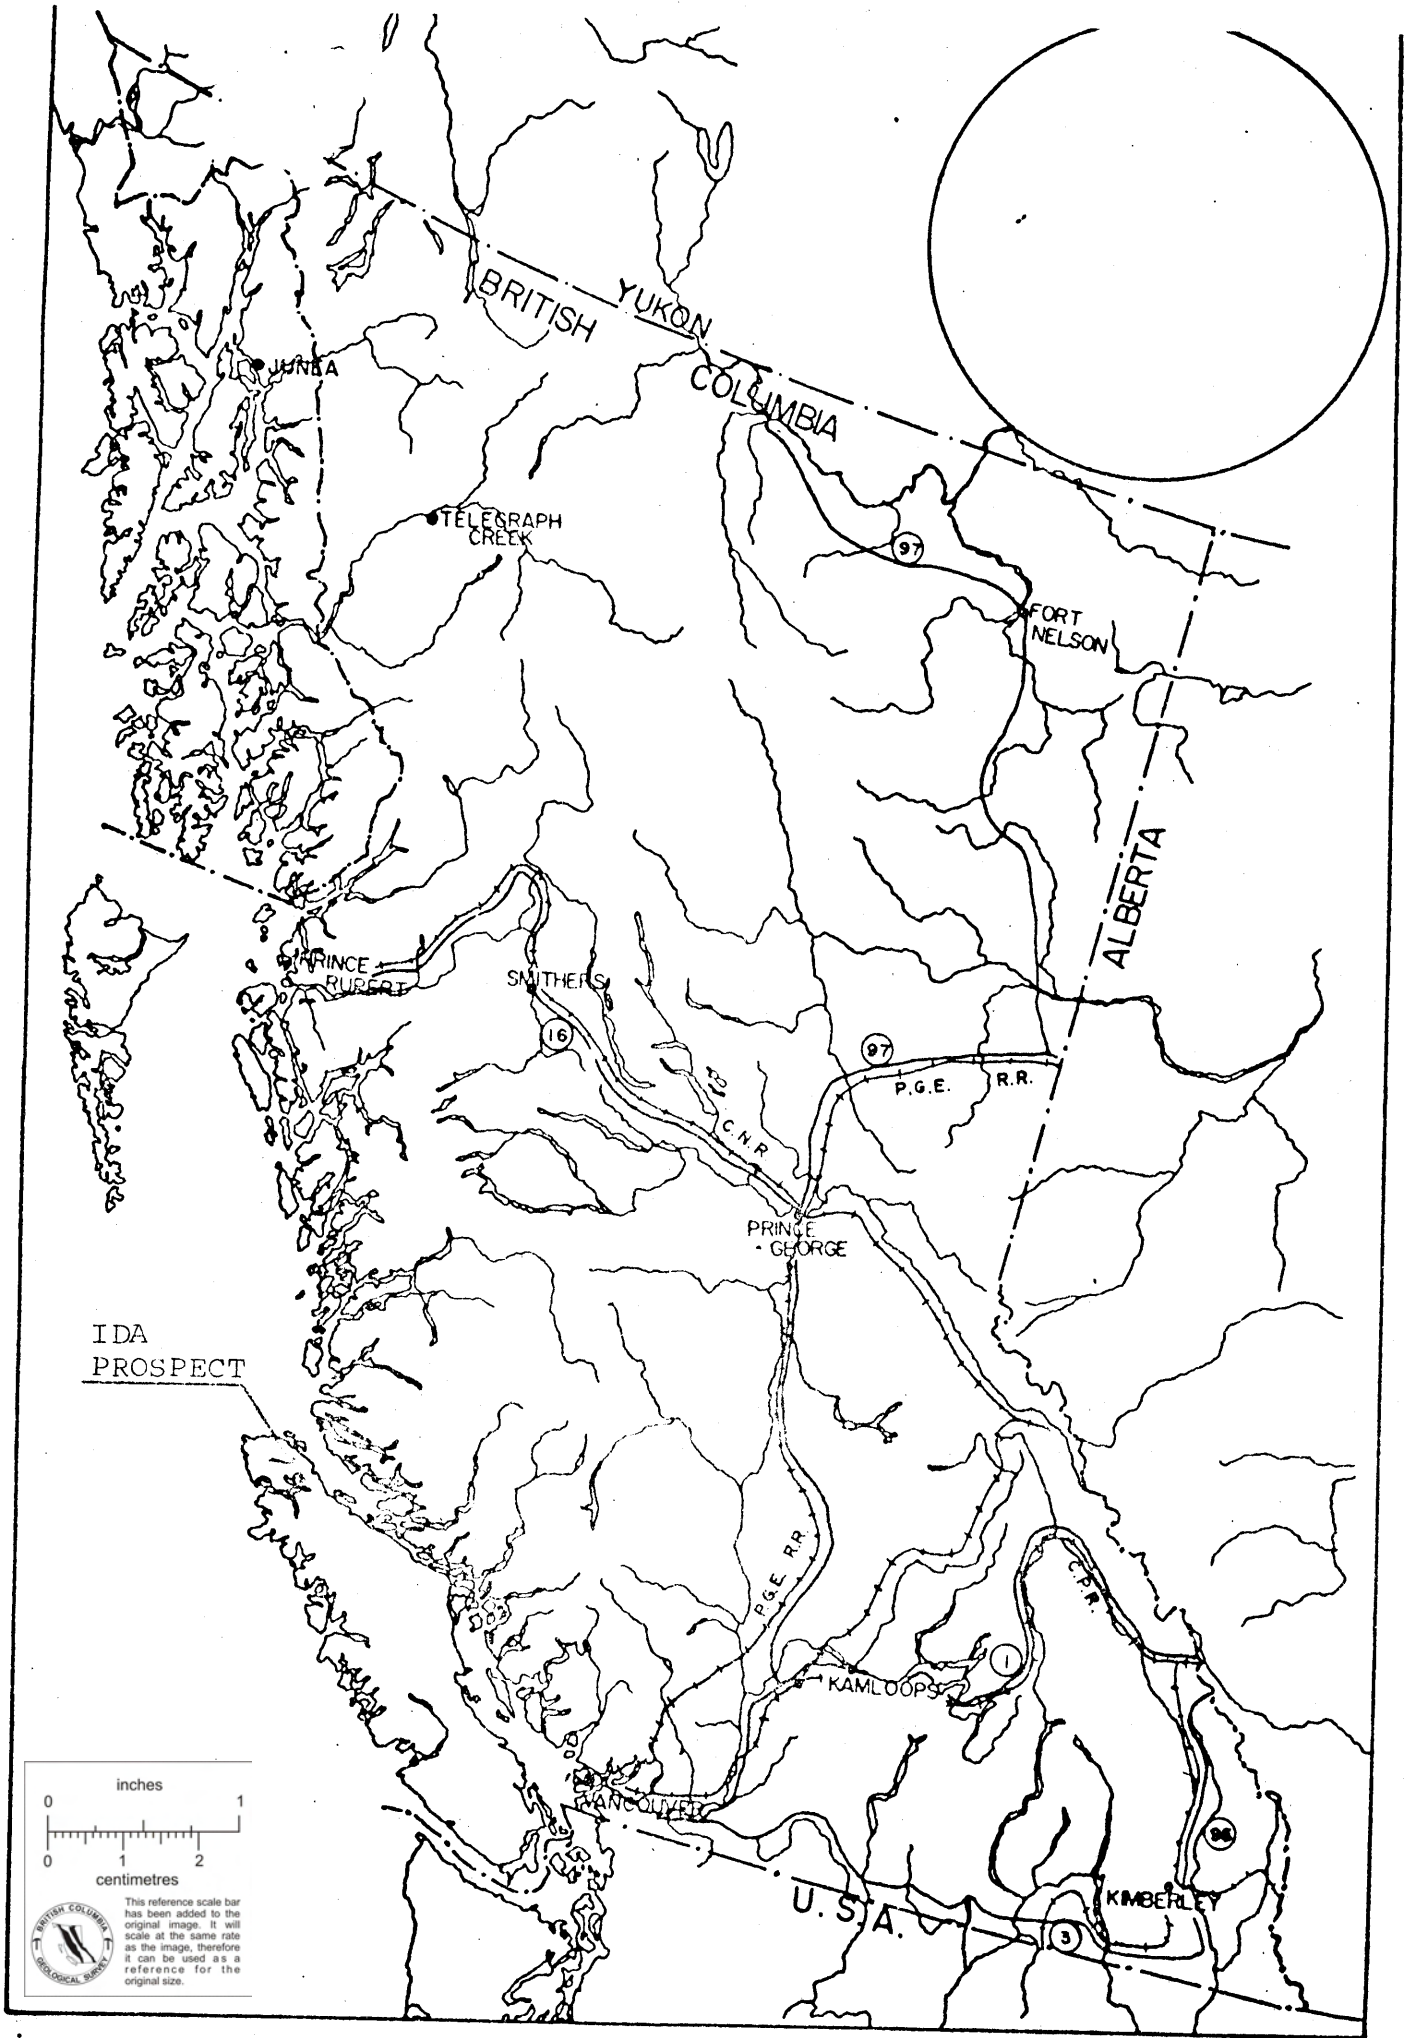 BRITISH
YUKON
COLUMBIA
JUNEA
TELEGRAPH
CREEK
97
FORT
NELSON
ALBERTA
PRINCE
RUPERT
SMITHERS
16
97
P.G.E. R.R.
C.N.R
PRINCE
GEORGE
IDA
PROSPECT
P.G.E. R.R.
C.P.R.
1
KAMLOOPS
VANCOUVER
95
KIMBERLEY
U.S.A.
3
inches
0 1
0 1 2
centimetres
This reference scale bar
has been added to the
original image. It will
scale at the same rate
as the image, therefore
it can be used as a
reference for the
original size.
BRITISH COLUMBIA
GEOLOGICAL SURVEY